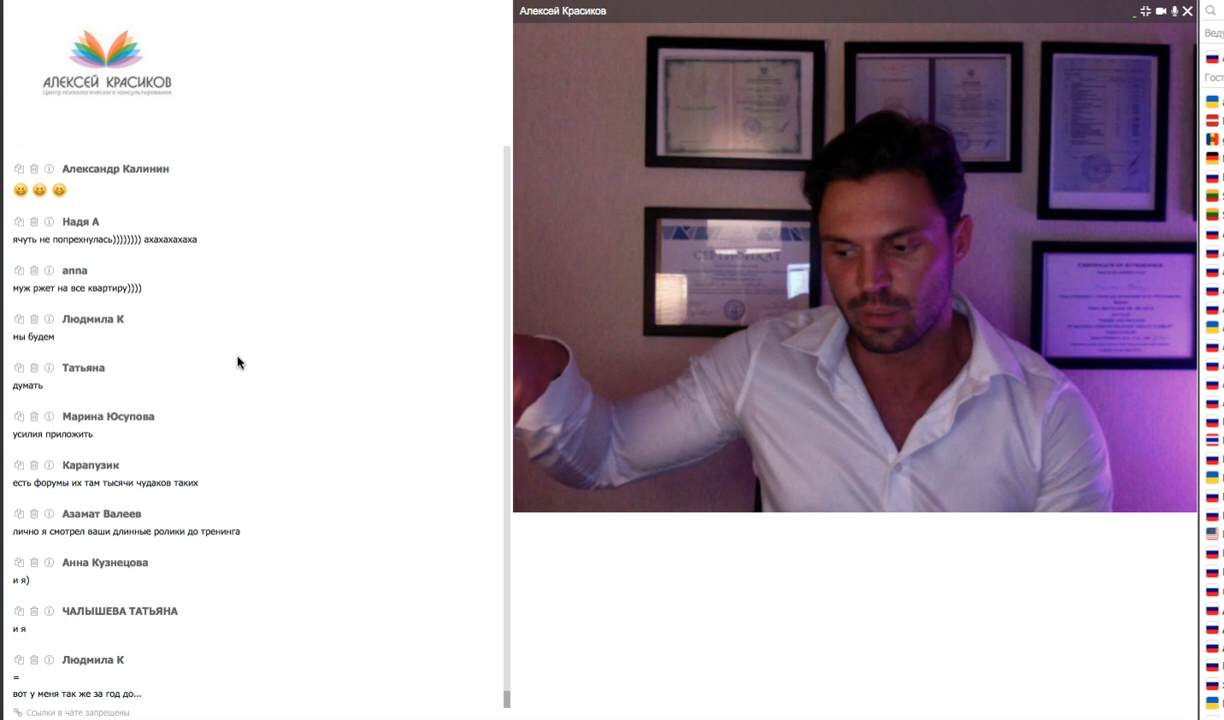 АЛЕКСЕЙ КРАСИКОВ
Центр психологического консультирования
Александр Калинин
Надя А
ячуть не попрехнулась)))))))) ахахахахаха
anna
муж ржет на все квартиру))))
Людмила К
мы будем
Татьяна
думать
Марина Юсупова
усилия приложить
Карапузик
есть форумы их там тысячи чудаков таких
Азамат Валеев
лично я смотрел ваши длинные ролики до тренинга
Анна Кузнецова
и я)
ЧАЛЫШЕВА ТАТЬЯНА
и я
Людмила К
=
вот у меня так же за год до...
Ссылки в чате запрещены
Алексей Красиков
СЕРТИФИКАТ